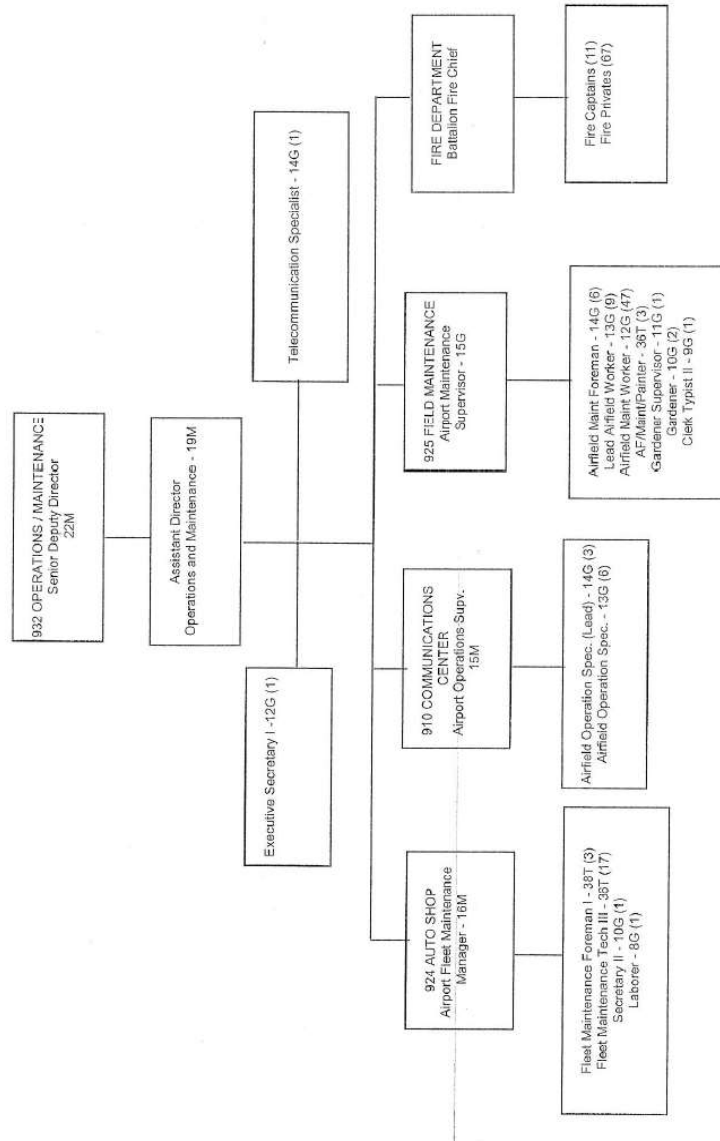 932 OPERATIONS / MAINTENANCE
Senior Deputy Director
22M
Assistant Director
Operations and Maintenance - 19M
Executive Secretary I -12G (1)
Telecommunication Specialist - 14G (1)
924 AUTO SHOP
Airport Fleet Maintenance
Manager - 16M
910 COMMUNICATIONS
CENTER
Airport Operations Supv.
15M
925 FIELD MAINTENANCE
Airport Maintenance
Supervisor - 15G
FIRE DEPARTMENT
Battalion Fire Chief
Fleet Maintenance Foreman I - 38T (3)
Fleet Maintenance Tech III - 36T (17)
Secretary II - 10G (1)
Laborer - 8G (1)
Airfield Operation Spec. (Lead) - 14G (3)
Airfield Operation Spec. - 13G (6)
Airfield Maint Foreman - 14G (6)
Lead Airfield Worker - 13G (9)
Airfield Maint Worker - 12G (47)
AF/Maint/Painter - 36T (3)
Gardener Supervisor - 11G (1)
Gardener - 10G (2)
Clerk Typist II - 9G (1)
Fire Captains (11)
Fire Privates (67)